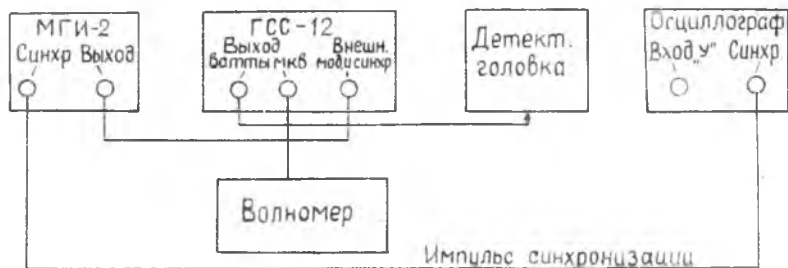 МГИ-2
Синхр Выход
ГСС-12
Выход
ватты мкв
Внешн.
мод.синхр
Детект.
головка
Осциллограф
Вход „У" Синхр
Волномер
Импульс синхронизации